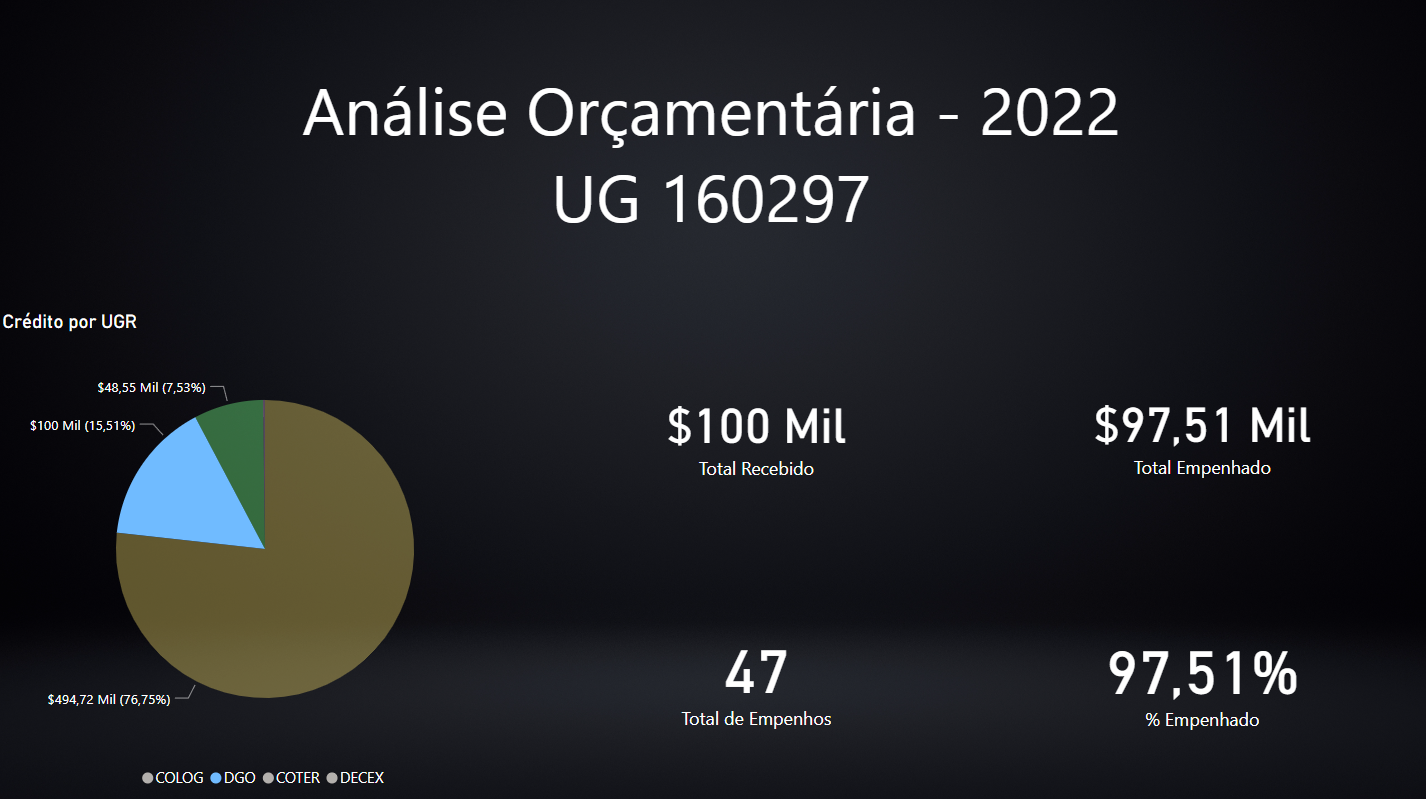 Análise Orçamentária - 2022
UG 160297
Crédito por UGR
$48,55 Mil (7,53%)
$100 Mil (15,51%)
$494,72 Mil (76,75%)
COLOG DGO COTER DECEX
$100 Mil
Total Recebido
$97,51 Mil
Total Empenhado
47
Total de Empenhos
97,51%
% Empenhado